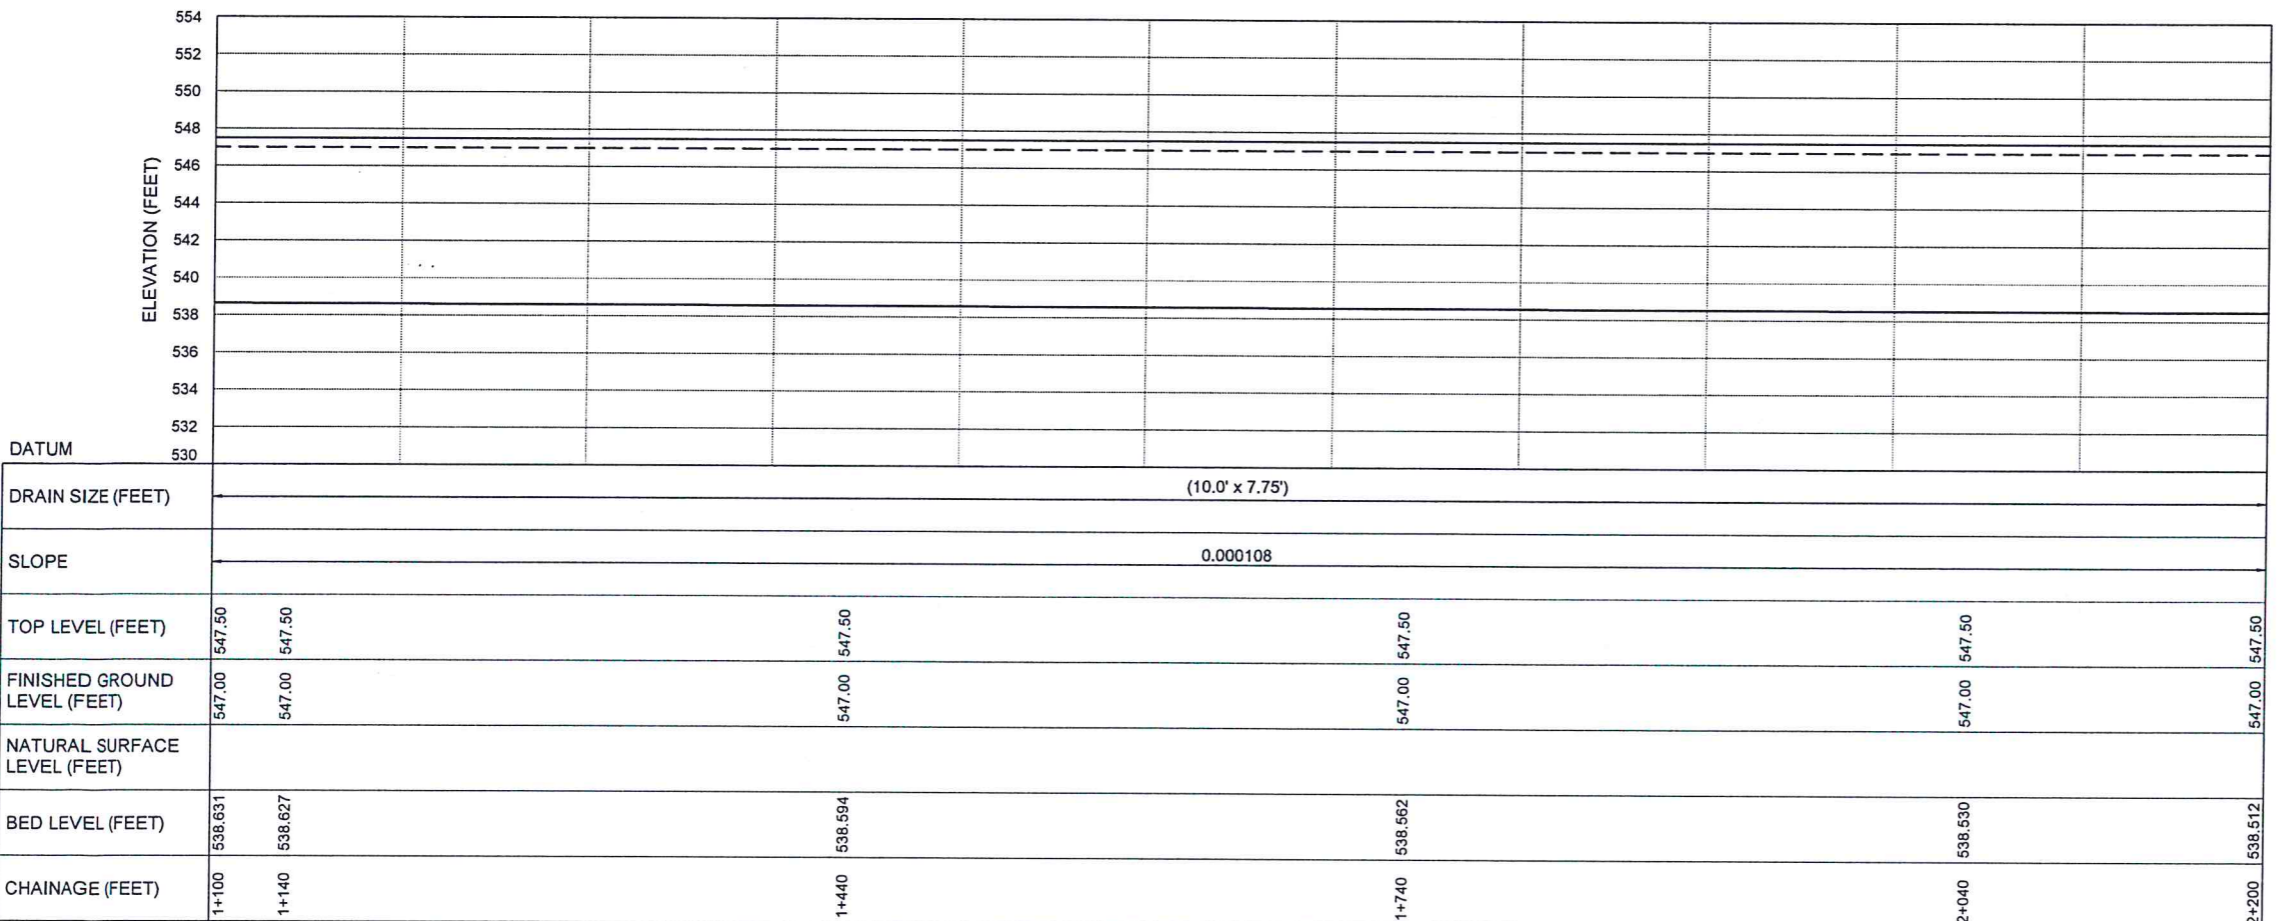 554
552
550
548
546
544
542
540
538
536
534
532
530
ELEVATION (FEET)
DATUM
DRAIN SIZE (FEET)
(10.0' x 7.75')
SLOPE
0.000108
TOP LEVEL (FEET)
547.50 547.50 547.50 547.50 547.50 547.50
FINISHED GROUND
LEVEL (FEET)
547.00 547.00 547.00 547.00 547.00 547.00
NATURAL SURFACE
LEVEL (FEET)
BED LEVEL (FEET)
538.631 538.627 538.594 538.562 538.530 538.512
CHAINAGE (FEET)
1+100 1+140 1+440 1+740 2+040 2+200